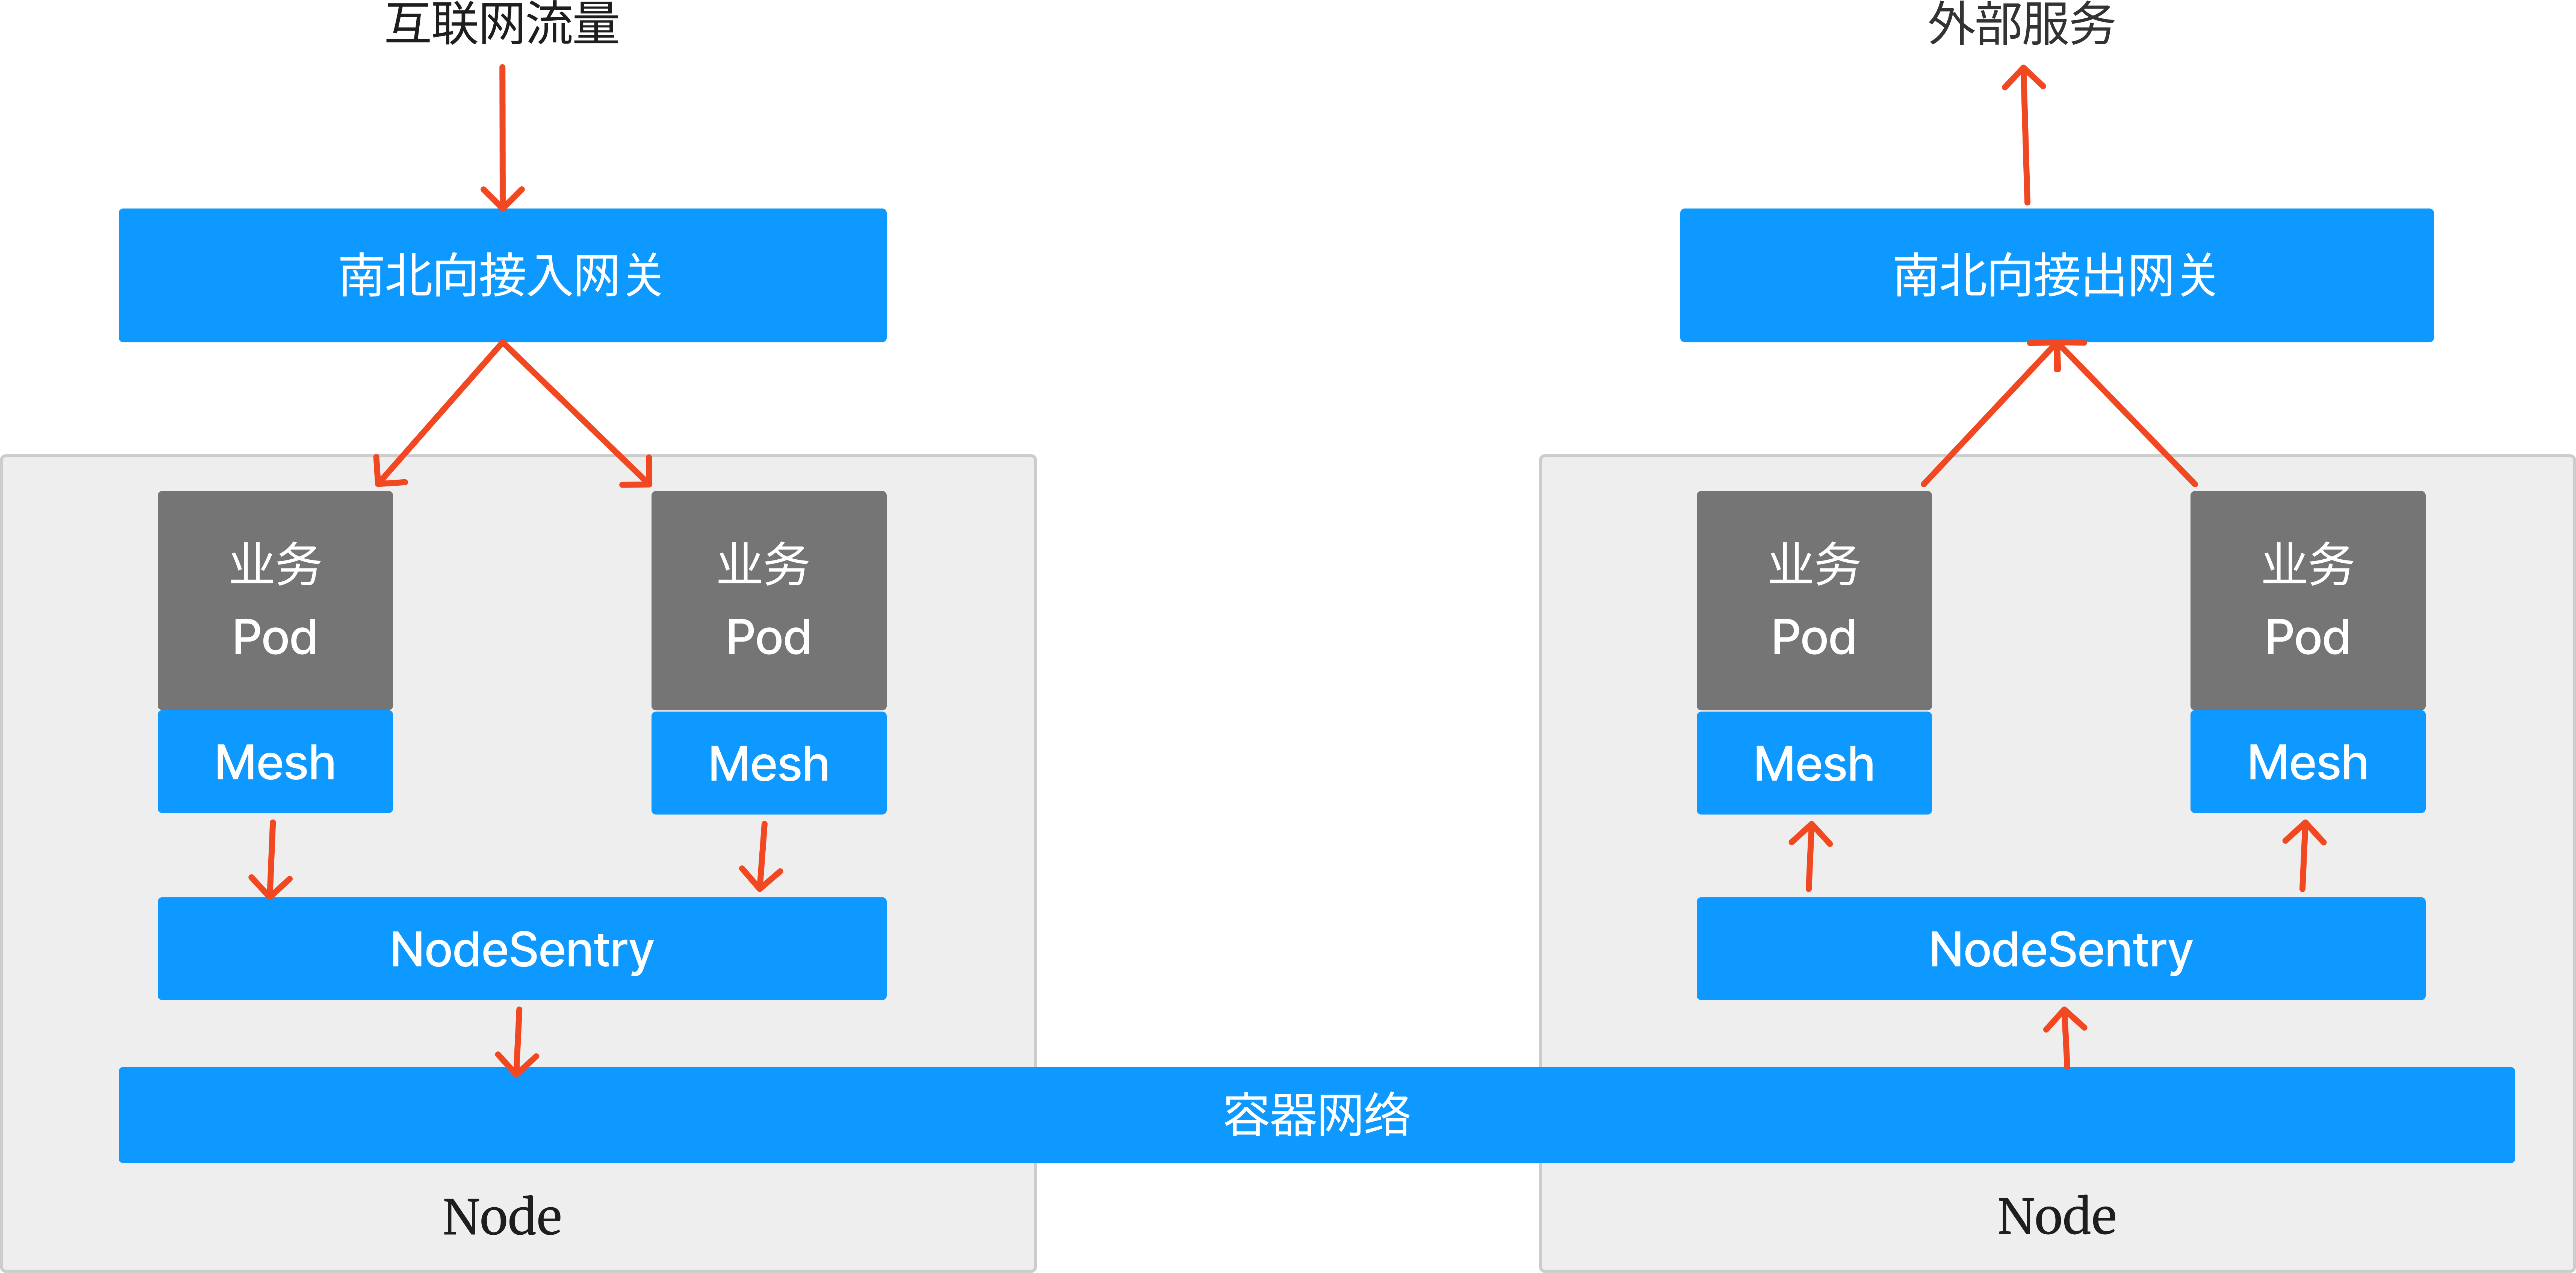 互联网流量
外部服务
南北向接入网关
南北向接出网关
业务
Pod
业务
Pod
业务
Pod
业务
Pod
Mesh
Mesh
Mesh
Mesh
NodeSentry
NodeSentry
容器网络
Node
Node